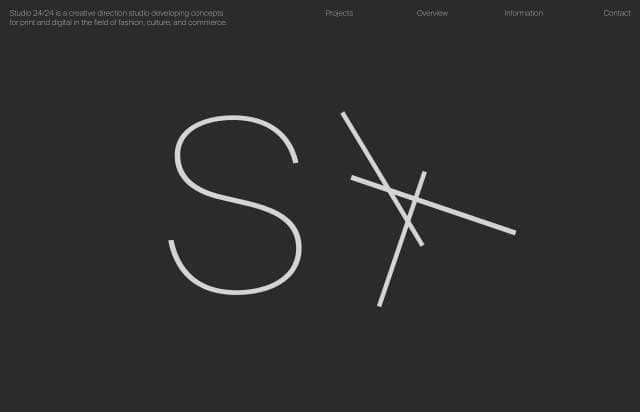 Studio 24/24 is a creative direction studio developing concepts
for print and digital in the field of fashion, culture, and commerce.
Projects
Overview
Information
Contact
S